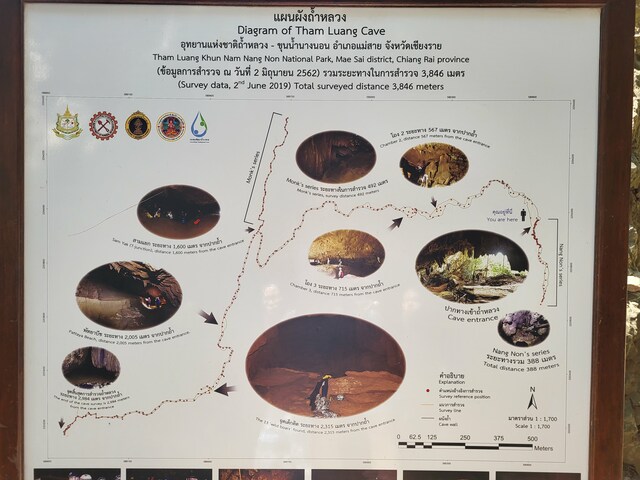 แผนผังถ้ำหลวง
Diagram of Tham Luang Cave
อุทยานแห่งชาติถ้ำหลวง - ขุนน้ำนางนอน อำเภอแม่สาย จังหวัดเชียงราย
Tham Luang Khun Nam Nang Non National Park, Mae Sai district, Chiang Rai province
(ข้อมูลการสำรวจ ณ วันที่ 2 มิถุนายน 2562) รวมระยะทางในการสำรวจ 3,846 เมตร
(Survey data, 2nd June 2019) Total surveyed distance 3,846 meters
Monk's series
โถง 2 ระยะทาง 567 เมตร จากปากถ้ำ
Chamber 2, distance 567 meters from the cave entrance
Monk's series ระยะทางในการสำรวจ 492 เมตร
Monk's series, survey distance 492 meters
คุณอยู่ที่นี่
You are here
สามแยก ระยะทาง 1,600 เมตร จากปากถ้ำ
Sam Yak (T-junction), distance 1,600 meters from the cave entrance
Nang Non's series
โถง 3 ระยะทาง 715 เมตร จากปากถ้ำ
Chamber 3, distance 715 meters from the cave entrance
ปากทางเข้าถ้ำหลวง
Cave entrance
พัทยาบีช ระยะทาง 2,005 เมตร จากปากถ้ำ
Pattaya Beach, distance 2,005 meters from the cave entrance
Nang Non's series
ระยะทางรวม 388 เมตร
Total distance 388 meters
จุดสิ้นสุดการสำรวจถ้ำหลวง
ระยะทาง 2,984 เมตร จากปากถ้ำ
The end of the cave survey is 2,984 meter
from the cave entrance
ระยะทาง 2,315 เมตร จากปากถ้ำ
distance 2,315 meters from the cave entrance
คำอธิบาย
Explanation
Survey reference position
แนวการสำรวจ
Survey line
ผนังถ้ำ
Cave wall
N
มาตราส่วน 1 : 1,700
Scale 1 : 1,700
0 62.5 125 250 375 500
Meters